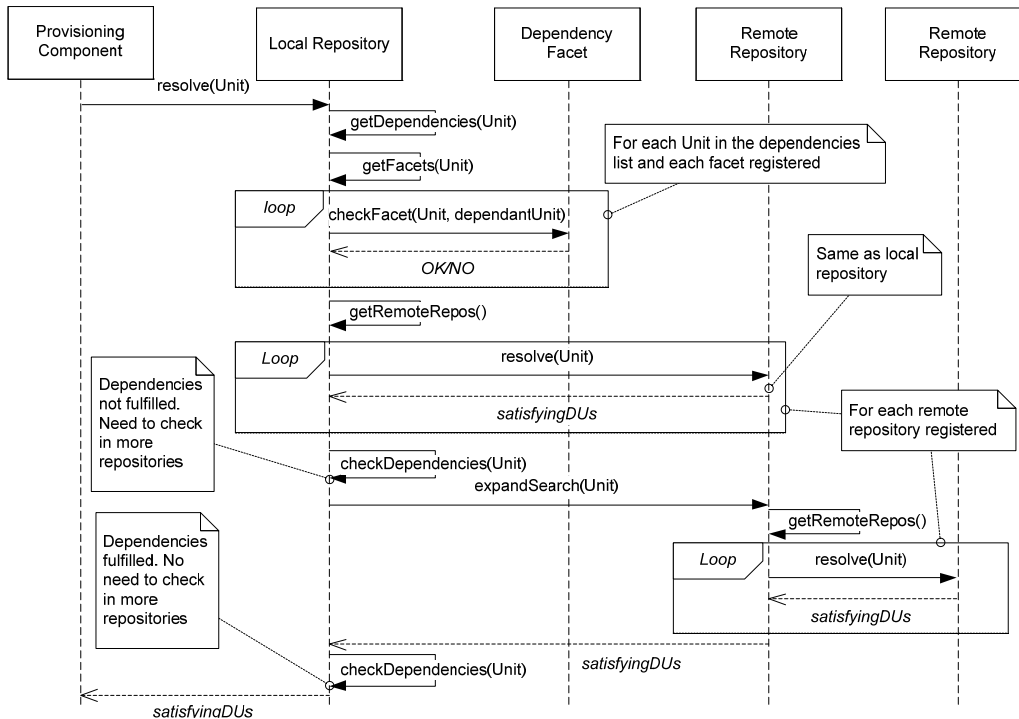 Provisioning
Component
Local Repository
Dependency
Facet
Remote
Repository
Remote
Repository
resolve(Unit)
getDependencies(Unit)
For each Unit in the dependencies
list and each facet registered
getFacets(Unit)
loop
checkFacet(Unit, dependantUnit)
OK/NO
Same as local
repository
getRemoteRepos()
Loop
resolve(Unit)
satisfyingDUs
Dependencies
not fulfilled.
Need to check
in more
repositories
For each remote
repository registered
checkDependencies(Unit)
expandSearch(Unit)
getRemoteRepos()
Dependencies
fulfilled. No
need to check
in more
repositories
Loop
resolve(Unit)
satisfyingDUs
satisfyingDUs
checkDependencies(Unit)
satisfyingDUs